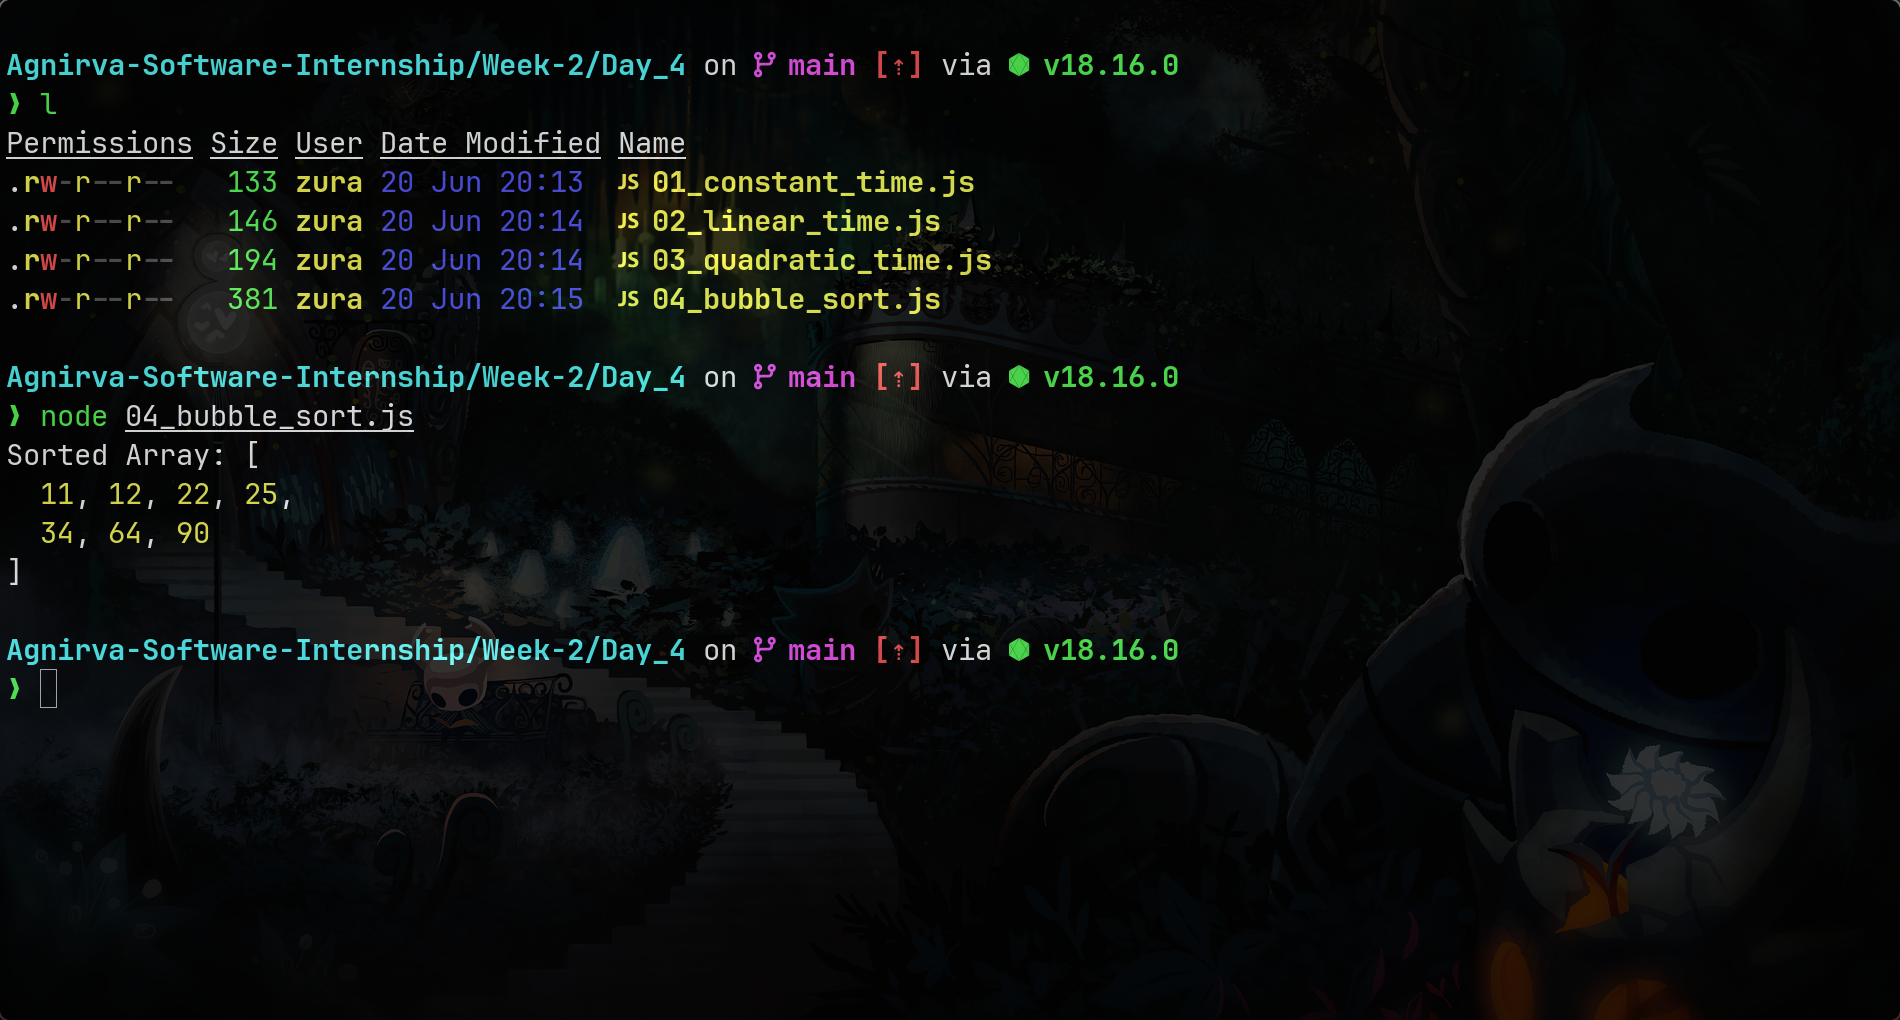 Agnirva-Software-Internship/Week-2/Day_4 on main [⇡] via ⬢ v18.16.0
❯ l
Permissions Size User Date Modified Name
.rw-r--r-- 133 zura 20 Jun 20:13 JS 01_constant_time.js
.rw-r--r-- 146 zura 20 Jun 20:14 JS 02_linear_time.js
.rw-r--r-- 194 zura 20 Jun 20:14 JS 03_quadratic_time.js
.rw-r--r-- 381 zura 20 Jun 20:15 JS 04_bubble_sort.js
Agnirva-Software-Internship/Week-2/Day_4 on main [⇡] via ⬢ v18.16.0
❯ node 04_bubble_sort.js
Sorted Array: [
11, 12, 22, 25,
34, 64, 90
]
Agnirva-Software-Internship/Week-2/Day_4 on main [⇡] via ⬢ v18.16.0
❯